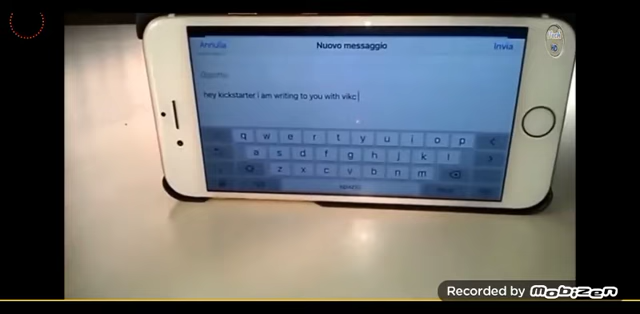 Annulla Nuovo messaggio Invia
hey kickstarter i am writing to you with vikc
q w e r t y u i o p
a s d f g h j k l
z x c v b n m
Recorded by Mobizen